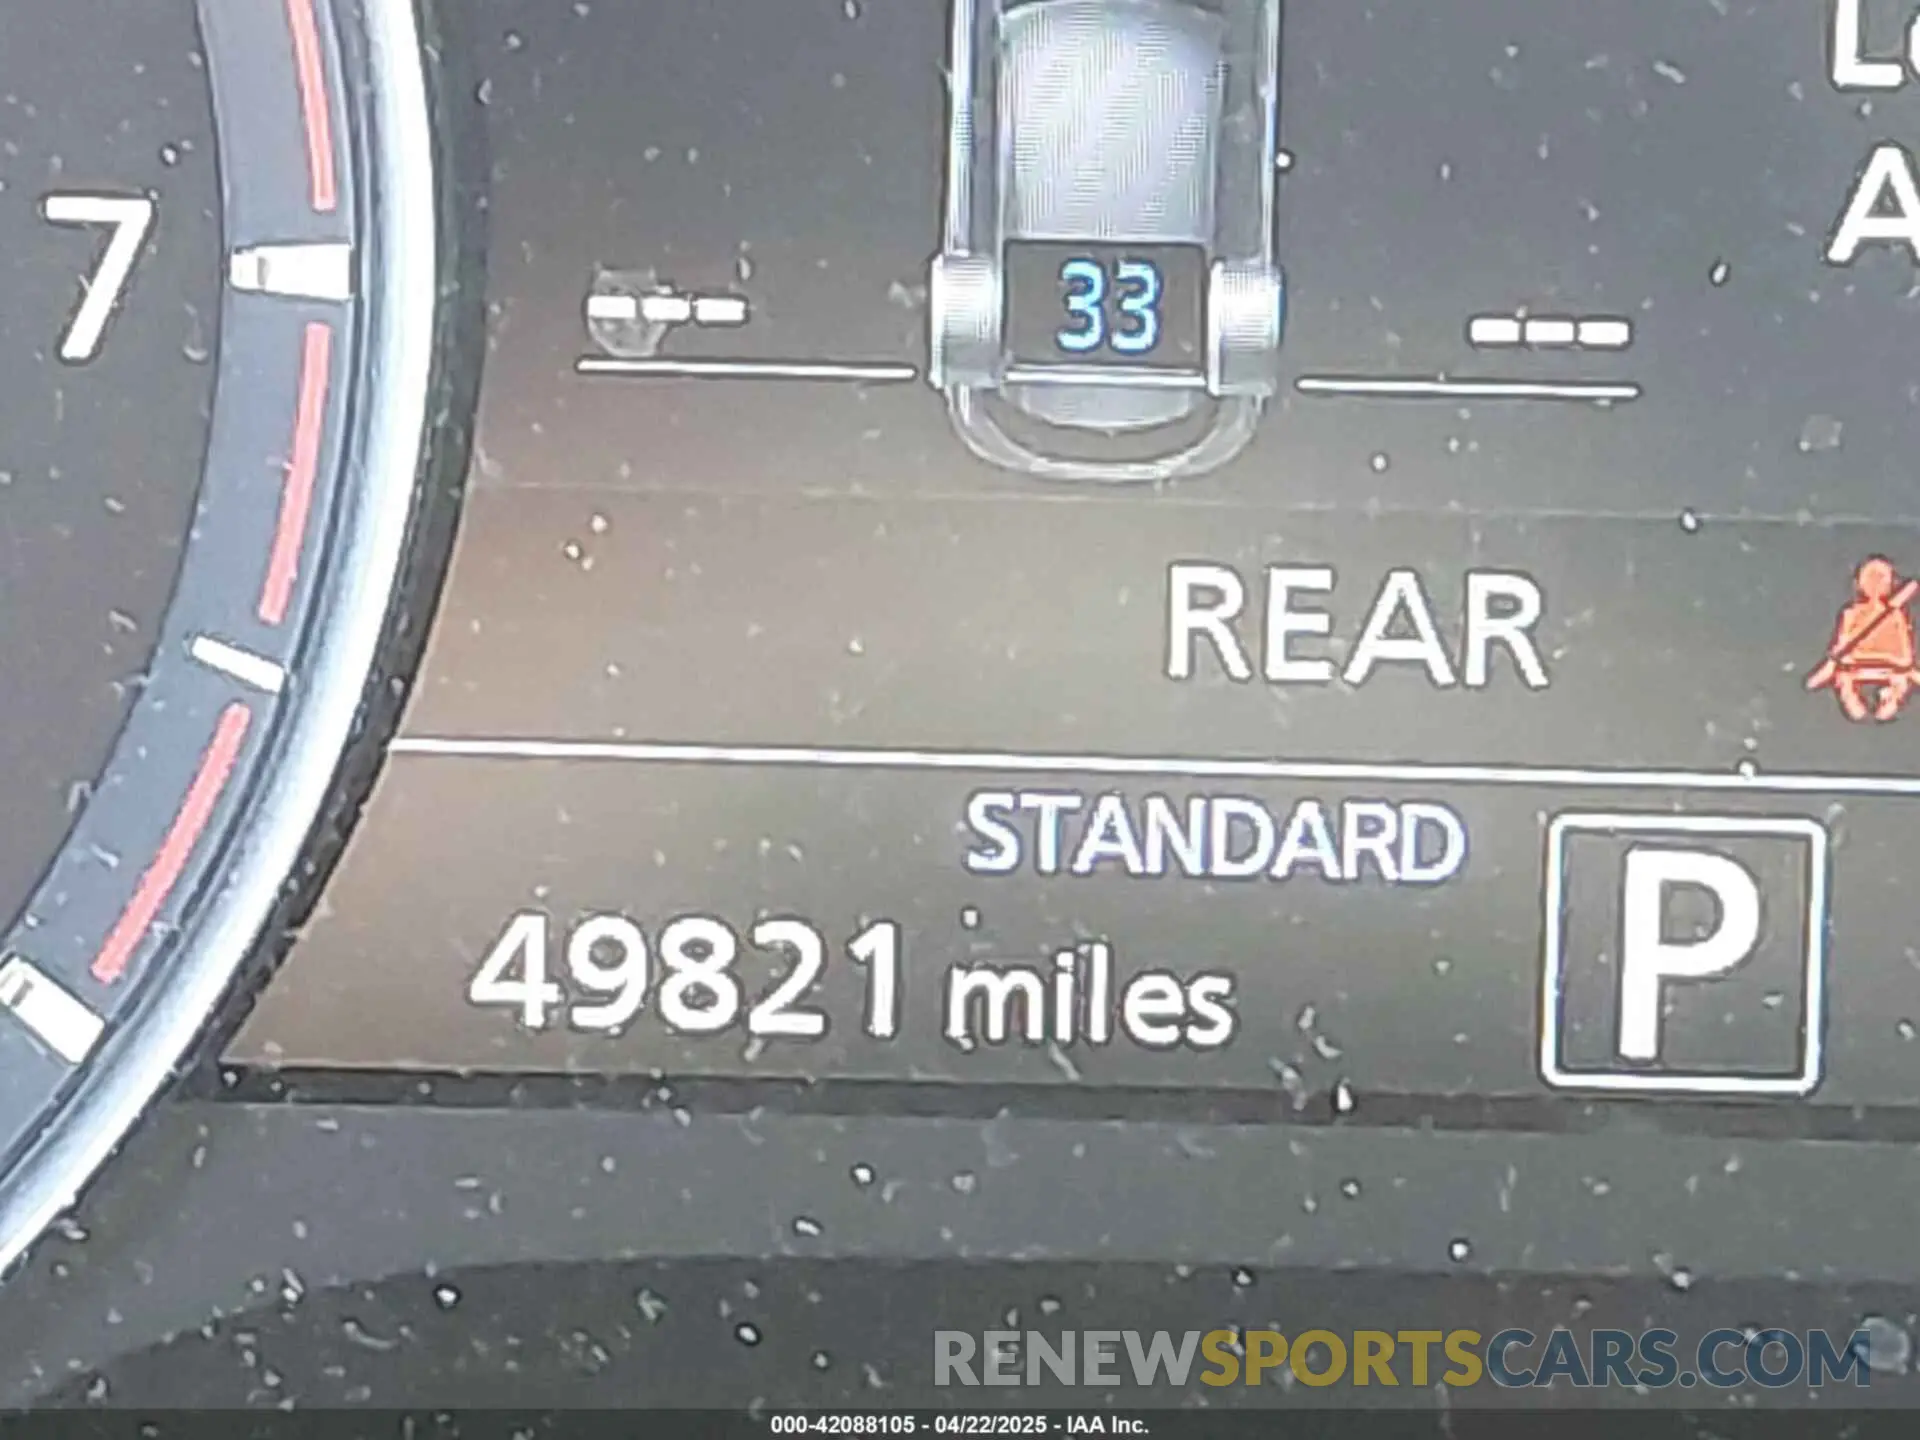 7
33
REAR
STANDARD
P
49821 miles
RENEWSPORTSCARS.COM
000-42088105 - 04/22/2025 - IAA Inc.